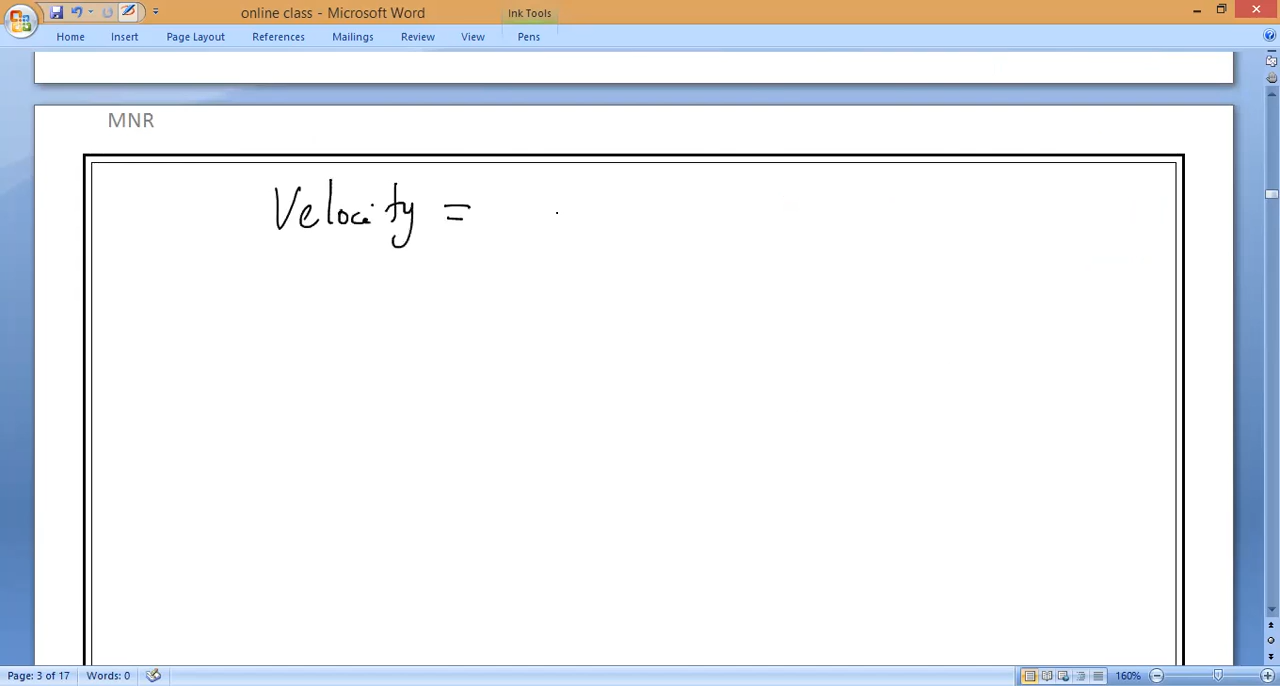 online class - Microsoft Word
Ink Tools
Home Insert Page Layout References Mailings Review View Pens
MNR
Velocity =
Page: 3 of 17 Words: 0 160%